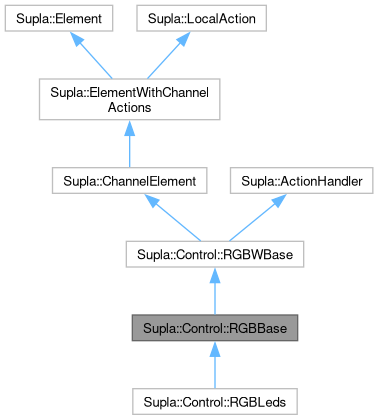 Supla::Element
Supla::LocalAction
Supla::ElementWithChannel
Actions
Supla::ChannelElement
Supla::ActionHandler
Supla::Control::RGBWBase
Supla::Control::RGBBase
Supla::Control::RGBLeds